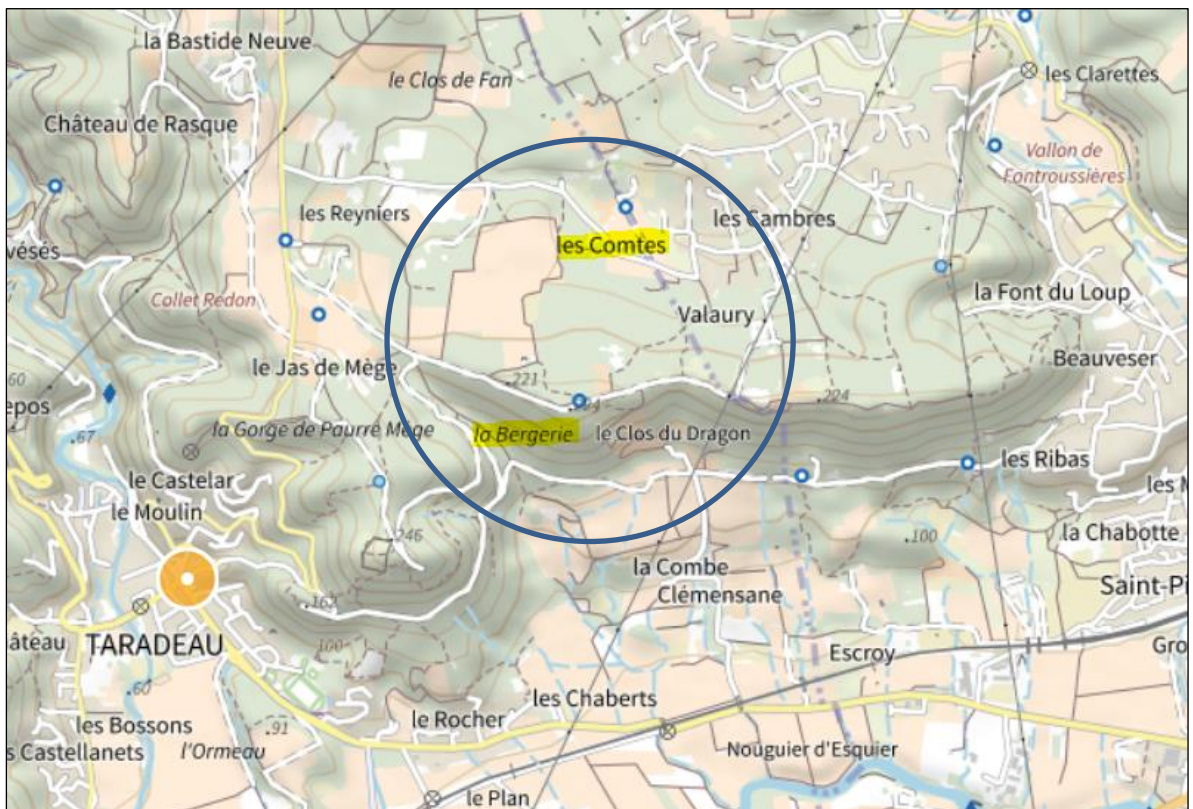 la Bastide Neuve
le Clos de Fan
les Clarettes
Château de Rasque
Vallon de
Fontroussières
les Reyniers
les Cambres
les Comtes
vésés
Collet Redon
la Font du Loup
Valaury
Beauveser
le Jas de Mège
60
.221
224
.224
epos
la Gorge de Paurré Mège
la Bergerie
le Clos du Dragon
.67
les Ribas
le Castelar
les M
le Moulin
.246
.100
la Chabotte
la Combe
Clémensane
Saint-Pi
.167
âteau
TARADEAU
100
Escroy
Gro
.60
les Chaberts
les Bossons
le Rocher
.91
s Castellanets
l'Ormeau
Nouguier d'Esquier
le Plan